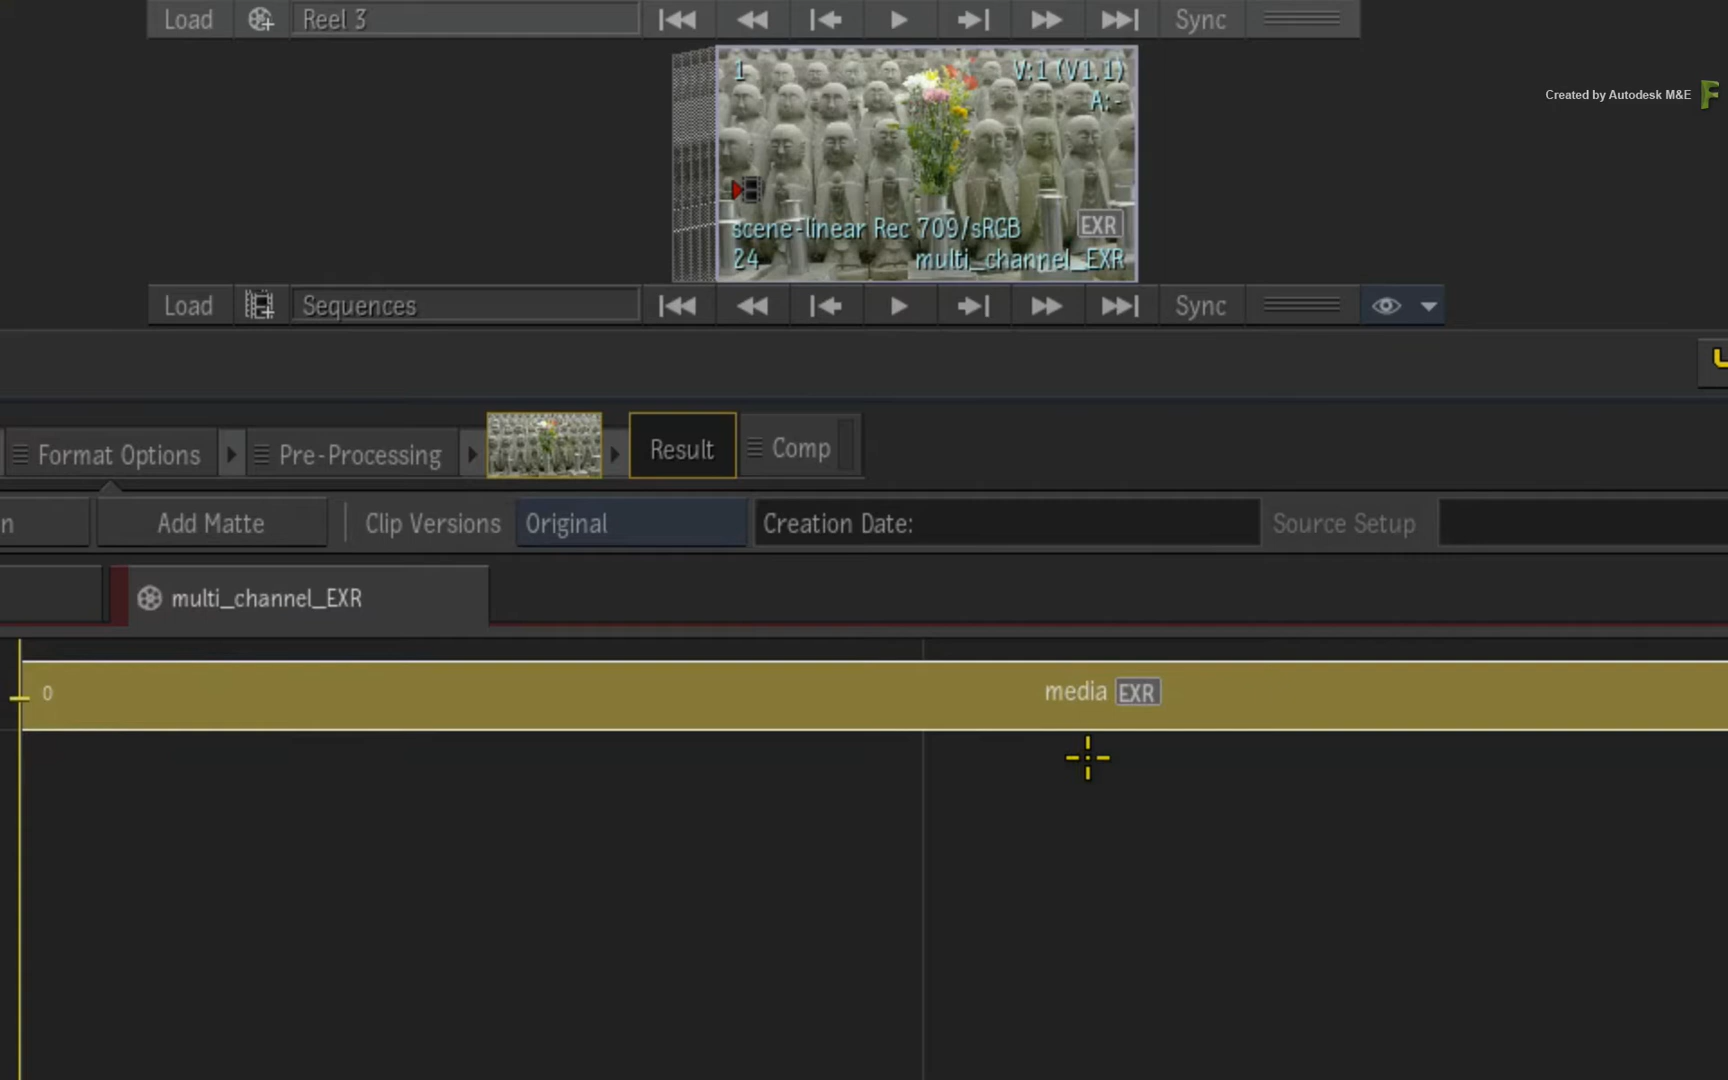 Load Reel 3 Sync
Created by Autodesk M&E
1 V:1 (V1.1)
A:-
scene-linear Rec 709/sRGB EXR
24 multi_channel_EXR
Load Sequences Sync
Format Options Pre-Processing Result Comp
n Add Matte Clip Versions Original Creation Date: Source Setup
multi_channel_EXR
0 media EXR